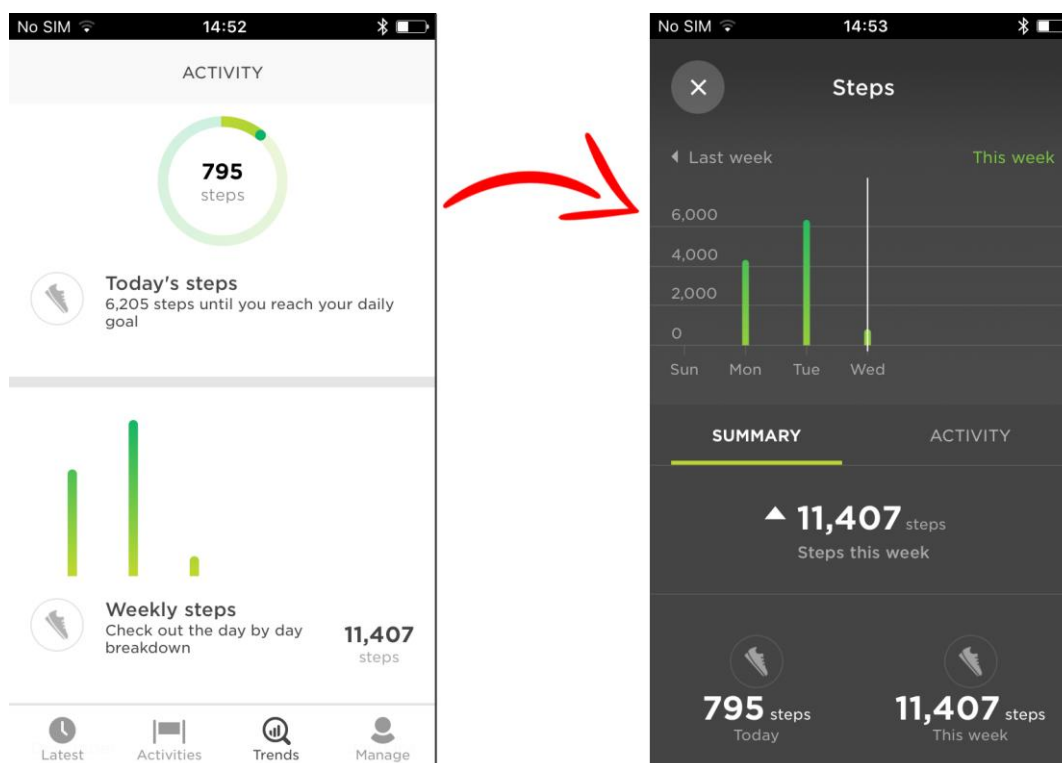 No SIM 14:52
ACTIVITY
795
steps
Today's steps
6,205 steps until you reach your daily
goal
Weekly steps
Check out the day by day
breakdown
11,407
steps
Latest Activities Trends Manage
No SIM 14:53
Steps
Last week This week
6,000
4,000
2,000
0
Sun Mon Tue Wed
SUMMARY ACTIVITY
11,407 steps
Steps this week
795 steps
Today
11,407 steps
This week